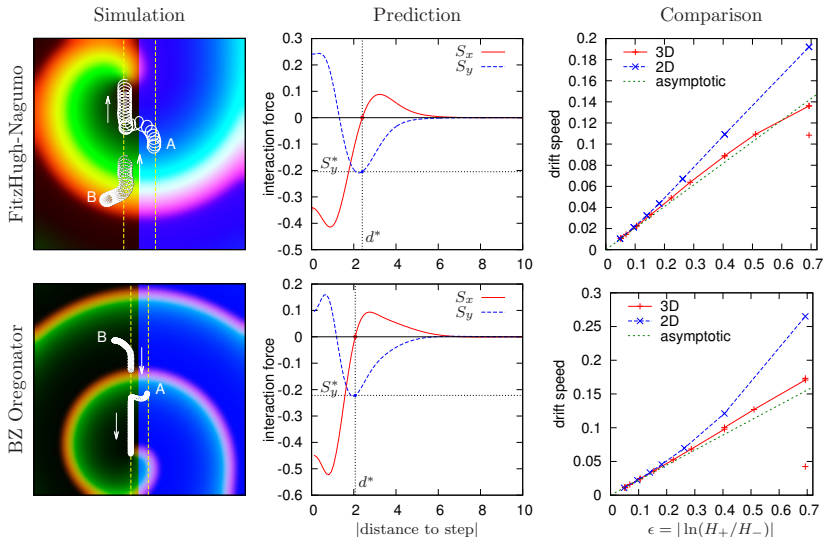 Simulation Prediction Comparison
FitzHugh-Nagumo
A
B
interaction force
0.3
0.2
0.1
0
-0.1
-0.2
-0.3
-0.4
-0.5
0 2 4 6 8 10
S_x
S_y
S_y^*
d^*
drift speed
0.2
0.18
0.16
0.14
0.12
0.1
0.08
0.06
0.04
0.02
0 0.1 0.2 0.3 0.4 0.5 0.6 0.7
3D
2D
asymptotic
BZ Oregonator
B
A
interaction force
0.2
0.1
0
-0.1
-0.2
-0.3
-0.4
-0.5
-0.6
0 2 4 6 8 10
S_x
S_y
S_y^*
d^*
|distance to step|
drift speed
0.3
0.25
0.2
0.15
0.1
0.05
0
0 0.1 0.2 0.3 0.4 0.5 0.6 0.7
3D
2D
asymptotic
ϵ = | ln(H_+/H_−)|